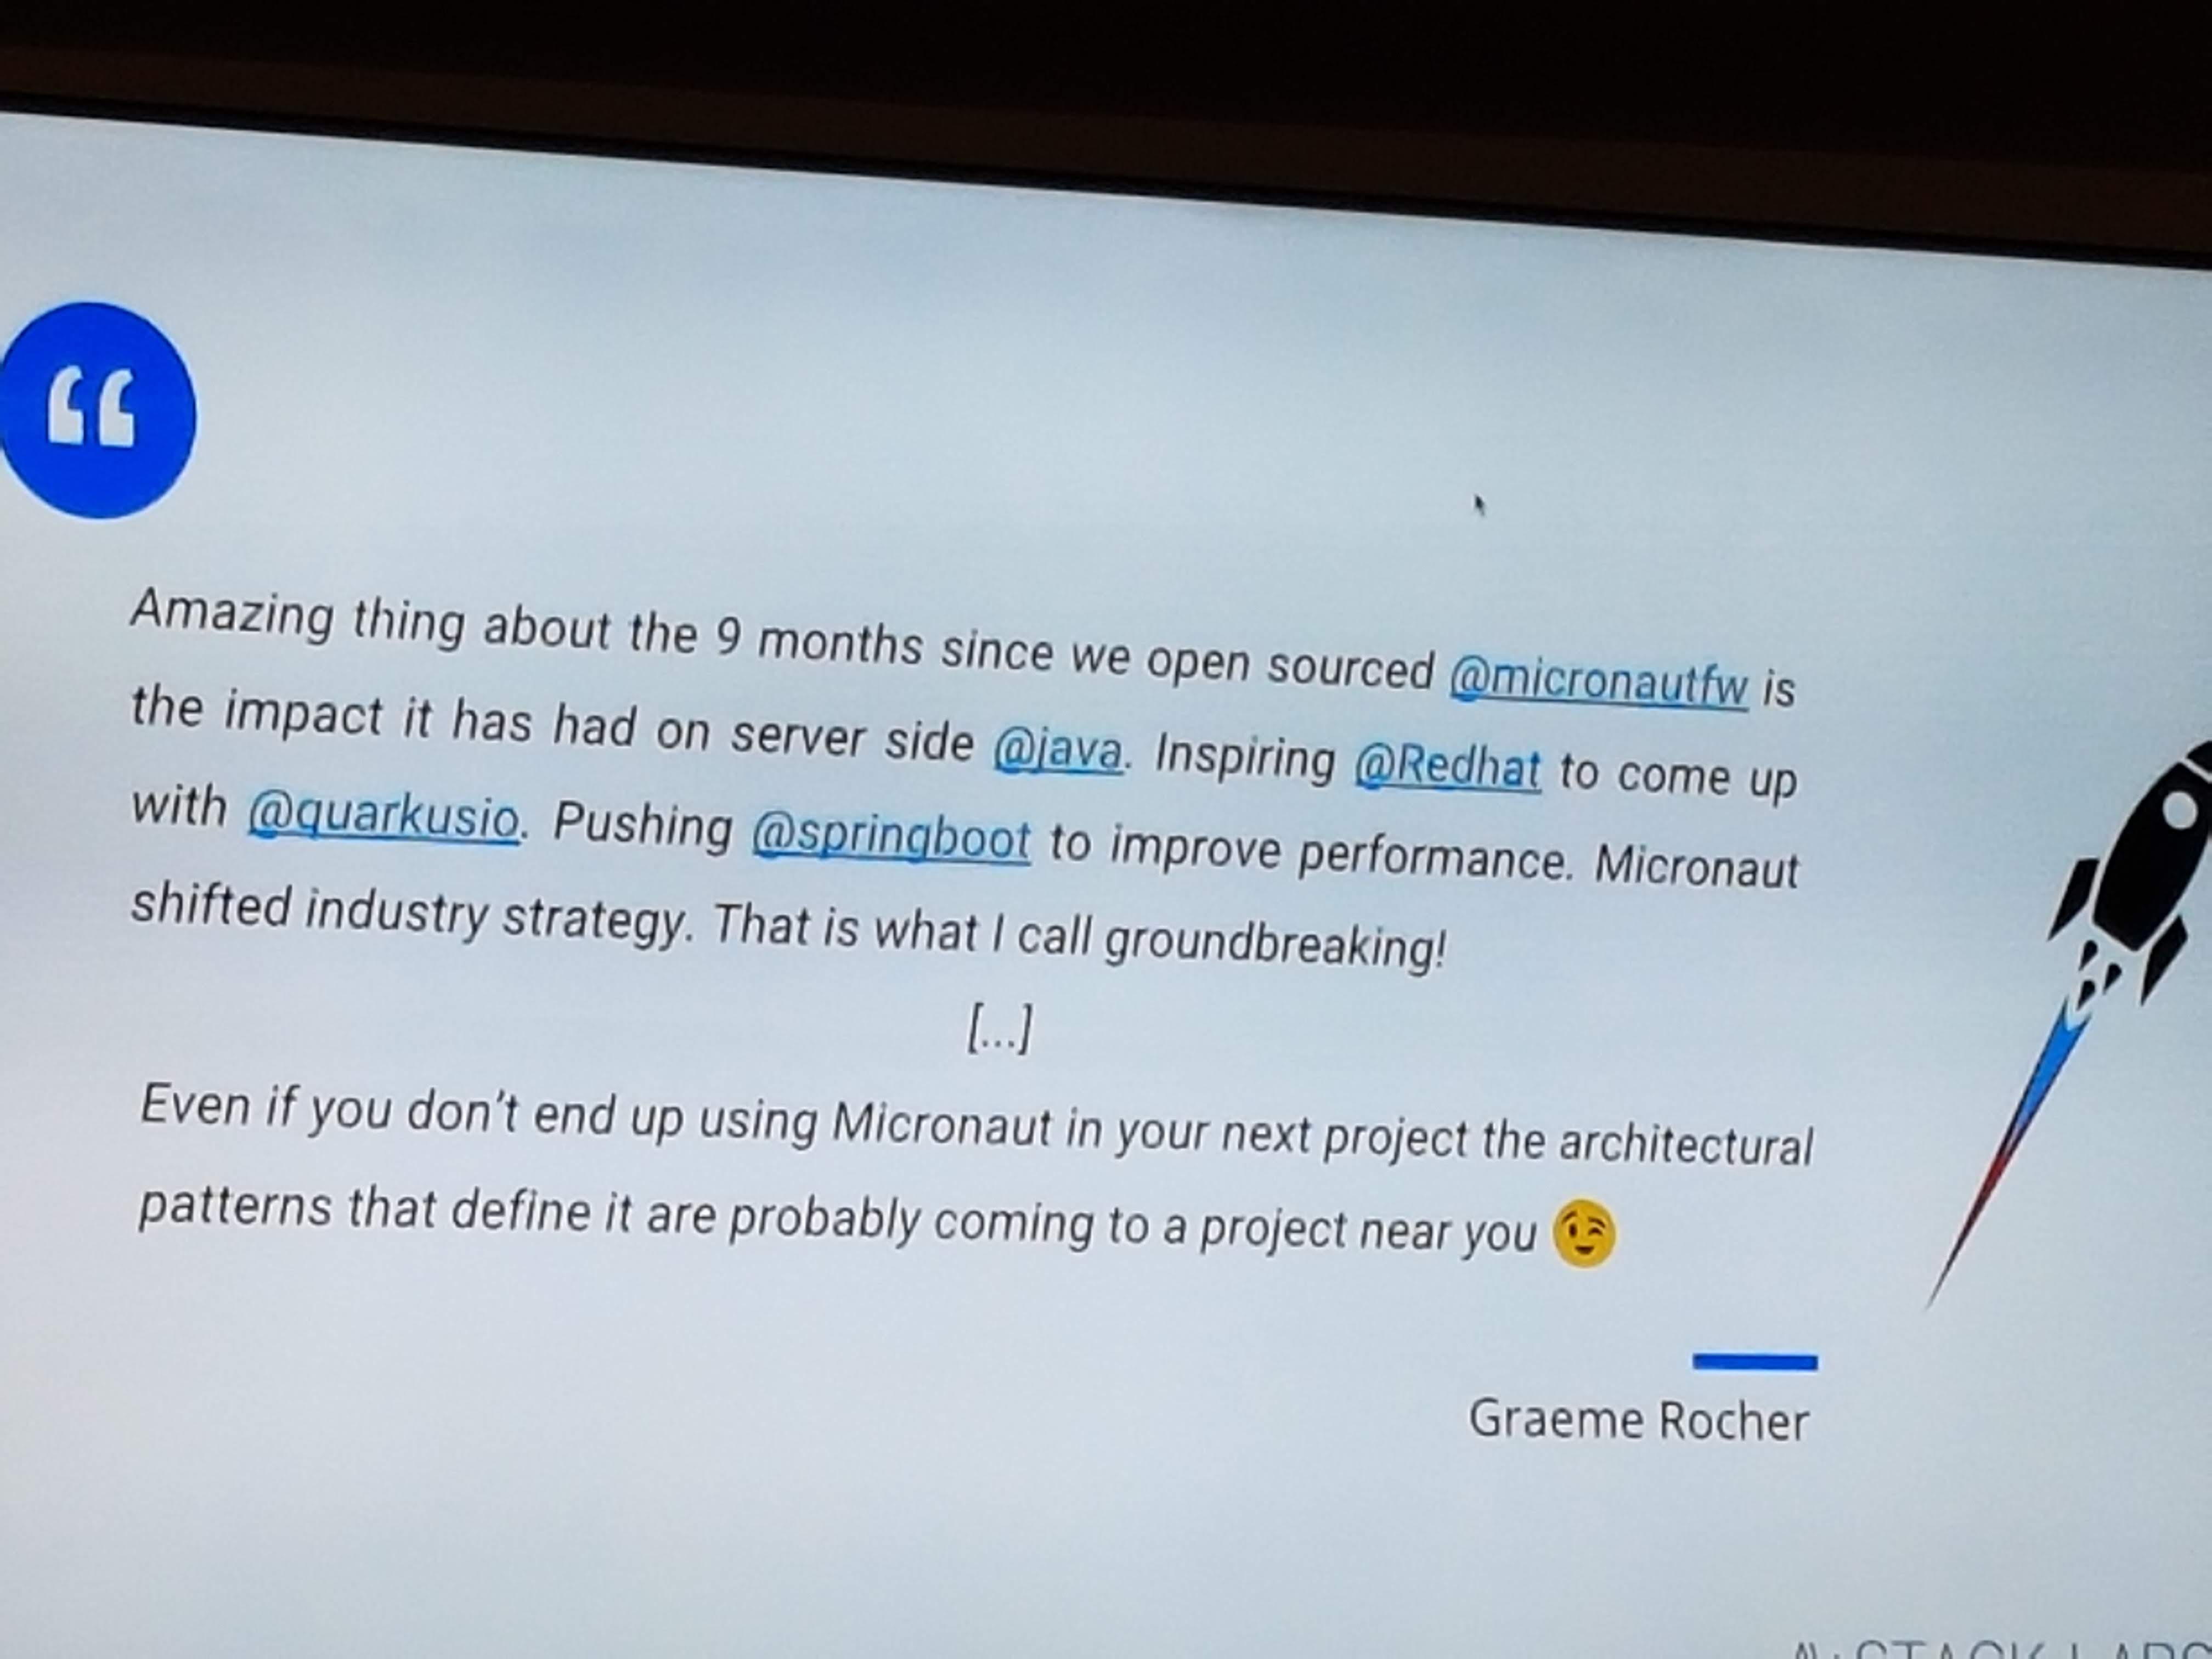 “
Amazing thing about the 9 months since we open sourced @micronautfw is
the impact it has had on server side @java. Inspiring @Redhat to come up
with @quarkusio. Pushing @springboot to improve performance. Micronaut
shifted industry strategy. That is what I call groundbreaking!
[...]
Even if you don’t end up using Micronaut in your next project the architectural
patterns that define it are probably coming to a project near you 😉
Graeme Rocher
STACK LABS